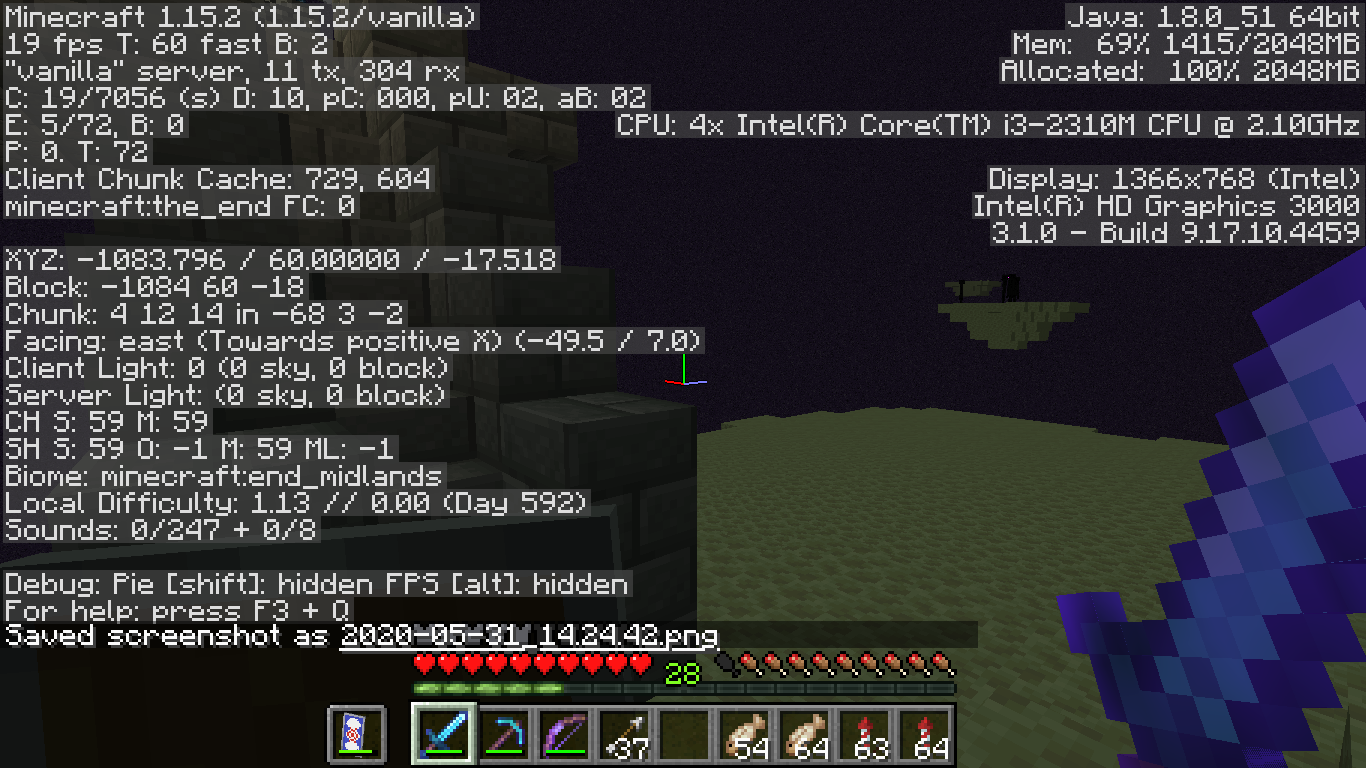 Minecraft 1.15.2 (1.15.2/vanilla)
19 fps T: 60 fast B: 2
"vanilla" server, 11 tx, 304 rx
C: 19/7056 (s) D: 10, pC: 000, pU: 02, aB: 02
E: 5/72, B: 0
P: 0. T: 72
Client Chunk Cache: 729, 604
minecraft:the_end FC: 0
XYZ: -1083.796 / 60.00000 / -17.518
Block: -1084 60 -18
Chunk: 4 12 14 in -68 3 -2
Facing: east (Towards positive X) (-49.5 / 7.0)
Client Light: 0 (0 sky, 0 block)
Server Light: (0 sky, 0 block)
CH S: 59 M: 59
SH S: 59 O: -1 M: 59 ML: -1
Biome: minecraft:end_midlands
Local Difficulty: 1.13 // 0.00 (Day 592)
Sounds: 0/247 + 0/8
Debug: Pie [shift]: hidden FPS [alt]: hidden
For help: press F3 + Q
Saved screenshot as 2020-05-31_14.24.42.png
Java: 1.8.0_51 64bit
Mem: 69% 1415/2048MB
Allocated: 100% 2048MB
CPU: 4x Intel(R) Core(TM) i3-2310M CPU @ 2.10GHz
Display: 1366x768 (Intel)
Intel(R) HD Graphics 3000
3.1.0 - Build 9.17.10.4459
28
37 54 64 63 64